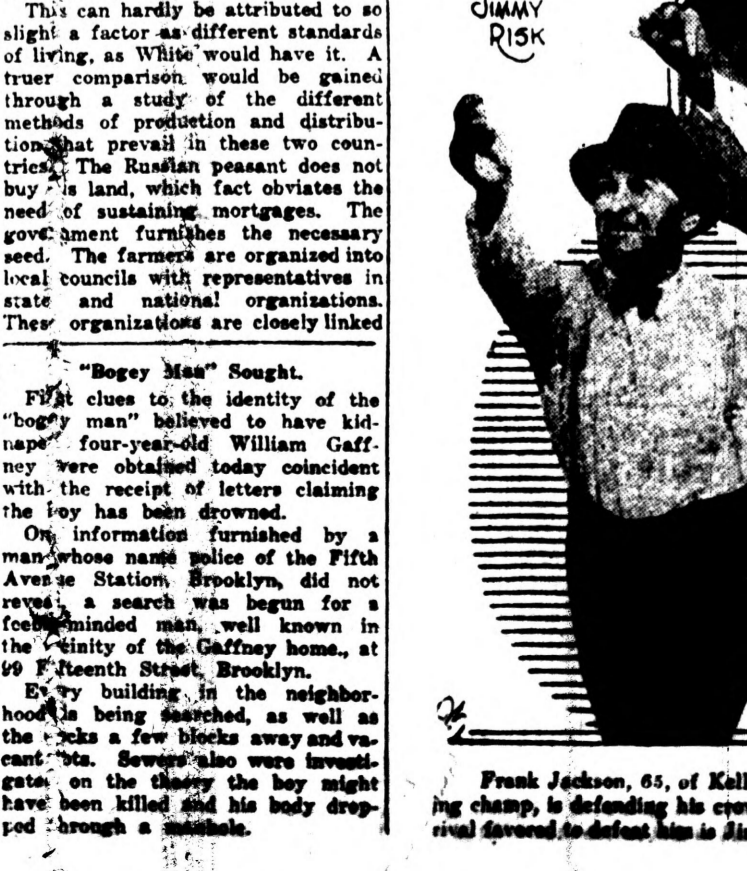 This can hardly be attributed to so
slight a factor as different standards
of living, as White would have it. A
truer comparison would be gained
through a study of the different
methods of production and distribu-
tion that prevail in these two coun-
tries. The Russian peasant does not
buy is land, which fact obviates the
need of sustaining mortgages. The
government furnishes the necessary
seed. The farmers are organized into
local councils with representatives in
state and national organizations.
These organizations are closely linked
"Bogey Man" Sought.
First clues to the identity of the
"bogey man" believed to have kid-
nape four-year-old William Gaff-
ney were obtained today coincident
with the receipt of letters claiming
the boy has been drowned.
On information furnished by a
man whose name police of the Fifth
Avenue Station, Brooklyn, did not
reveal, a search was begun for a
feeble minded man, well known in
the vicinity of the Gaffney home., at
99 Fifteenth Street, Brooklyn.
Every building in the neighbor-
hood is being searched, as well as
the docks a few blocks away and va-
cant lots. Sewers also were investi-
gated on the theory the boy might
have been killed and his body drop-
ped through a manhole.
JIMMY
RISK
Frank Jackson, 65, of Kell
ing champ, is defending his crow
rival favored to defeat him is Jim